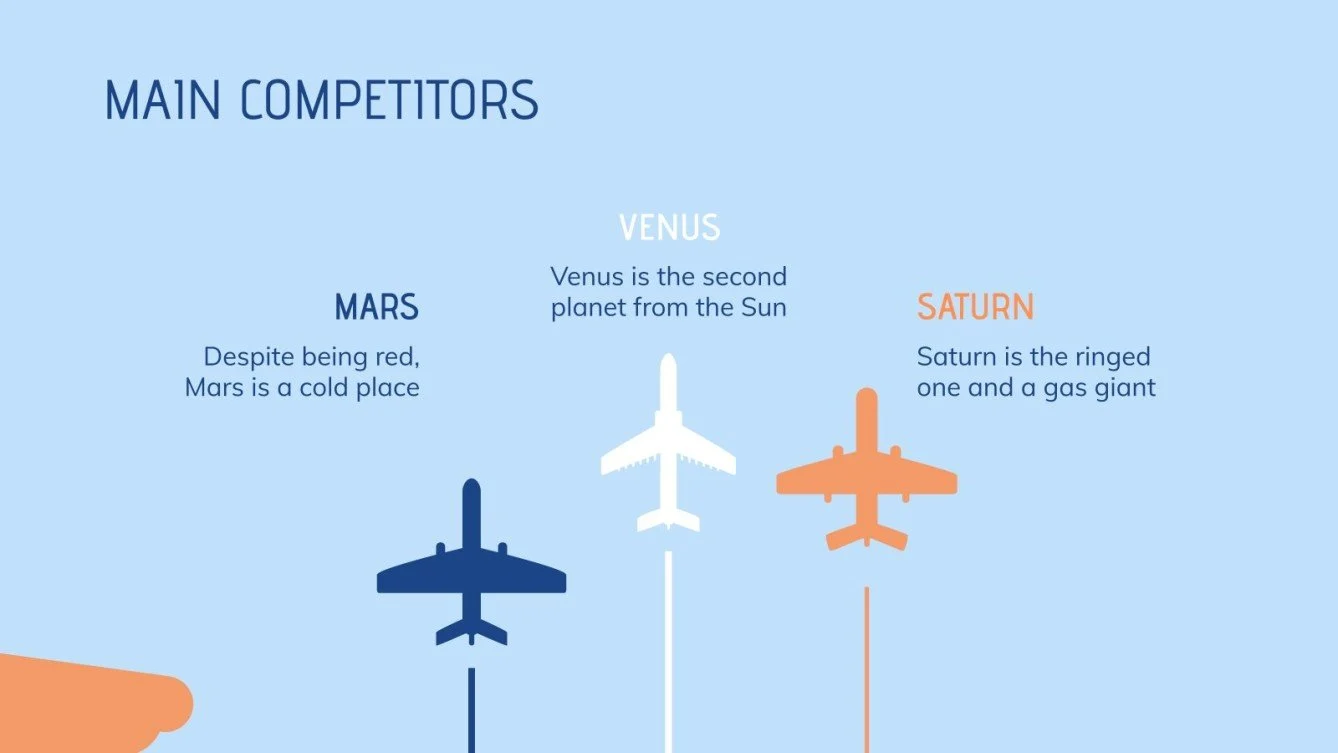 MAIN COMPETITORS
VENUS
Venus is the second
planet from the Sun
MARS
Despite being red,
Mars is a cold place
SATURN
Saturn is the ringed
one and a gas giant